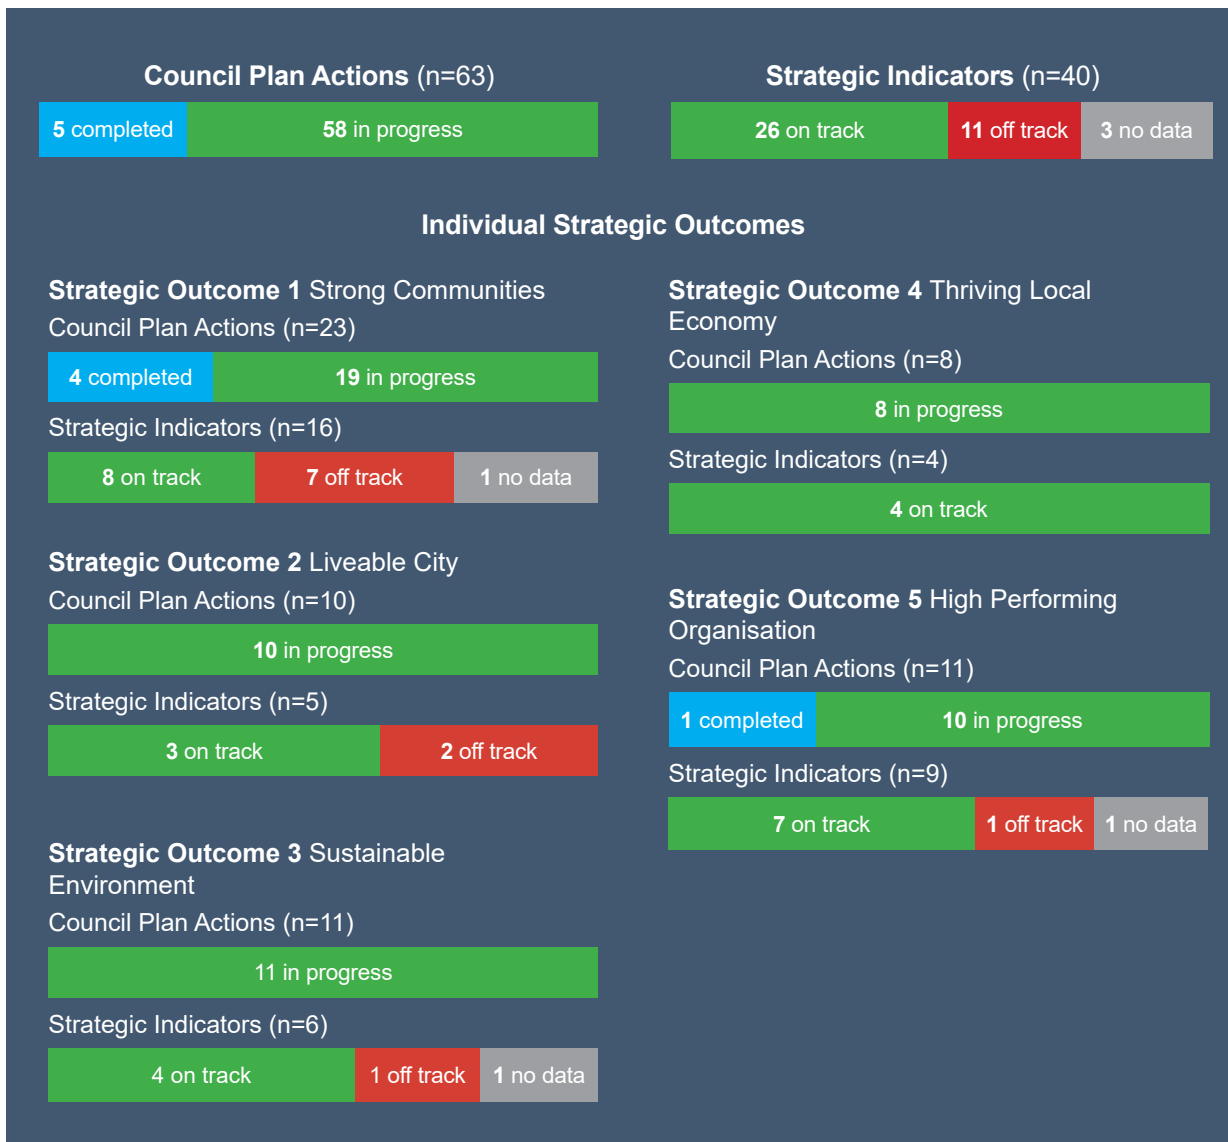 Council Plan Actions (n=63)
5 completed
58 in progress
Strategic Indicators (n=40)
26 on track
11 off track
3 no data
Individual Strategic Outcomes
Strategic Outcome 1 Strong Communities
Council Plan Actions (n=23)
4 completed
19 in progress
Strategic Indicators (n=16)
8 on track
7 off track
1 no data
Strategic Outcome 2 Liveable City
Council Plan Actions (n=10)
10 in progress
Strategic Indicators (n=5)
3 on track
2 off track
Strategic Outcome 3 Sustainable
Environment
Council Plan Actions (n=11)
11 in progress
Strategic Indicators (n=6)
4 on track
1 off track
1 no data
Strategic Outcome 4 Thriving Local
Economy
Council Plan Actions (n=8)
8 in progress
Strategic Indicators (n=4)
4 on track
Strategic Outcome 5 High Performing
Organisation
Council Plan Actions (n=11)
1 completed
10 in progress
Strategic Indicators (n=9)
7 on track
1 off track
1 no data